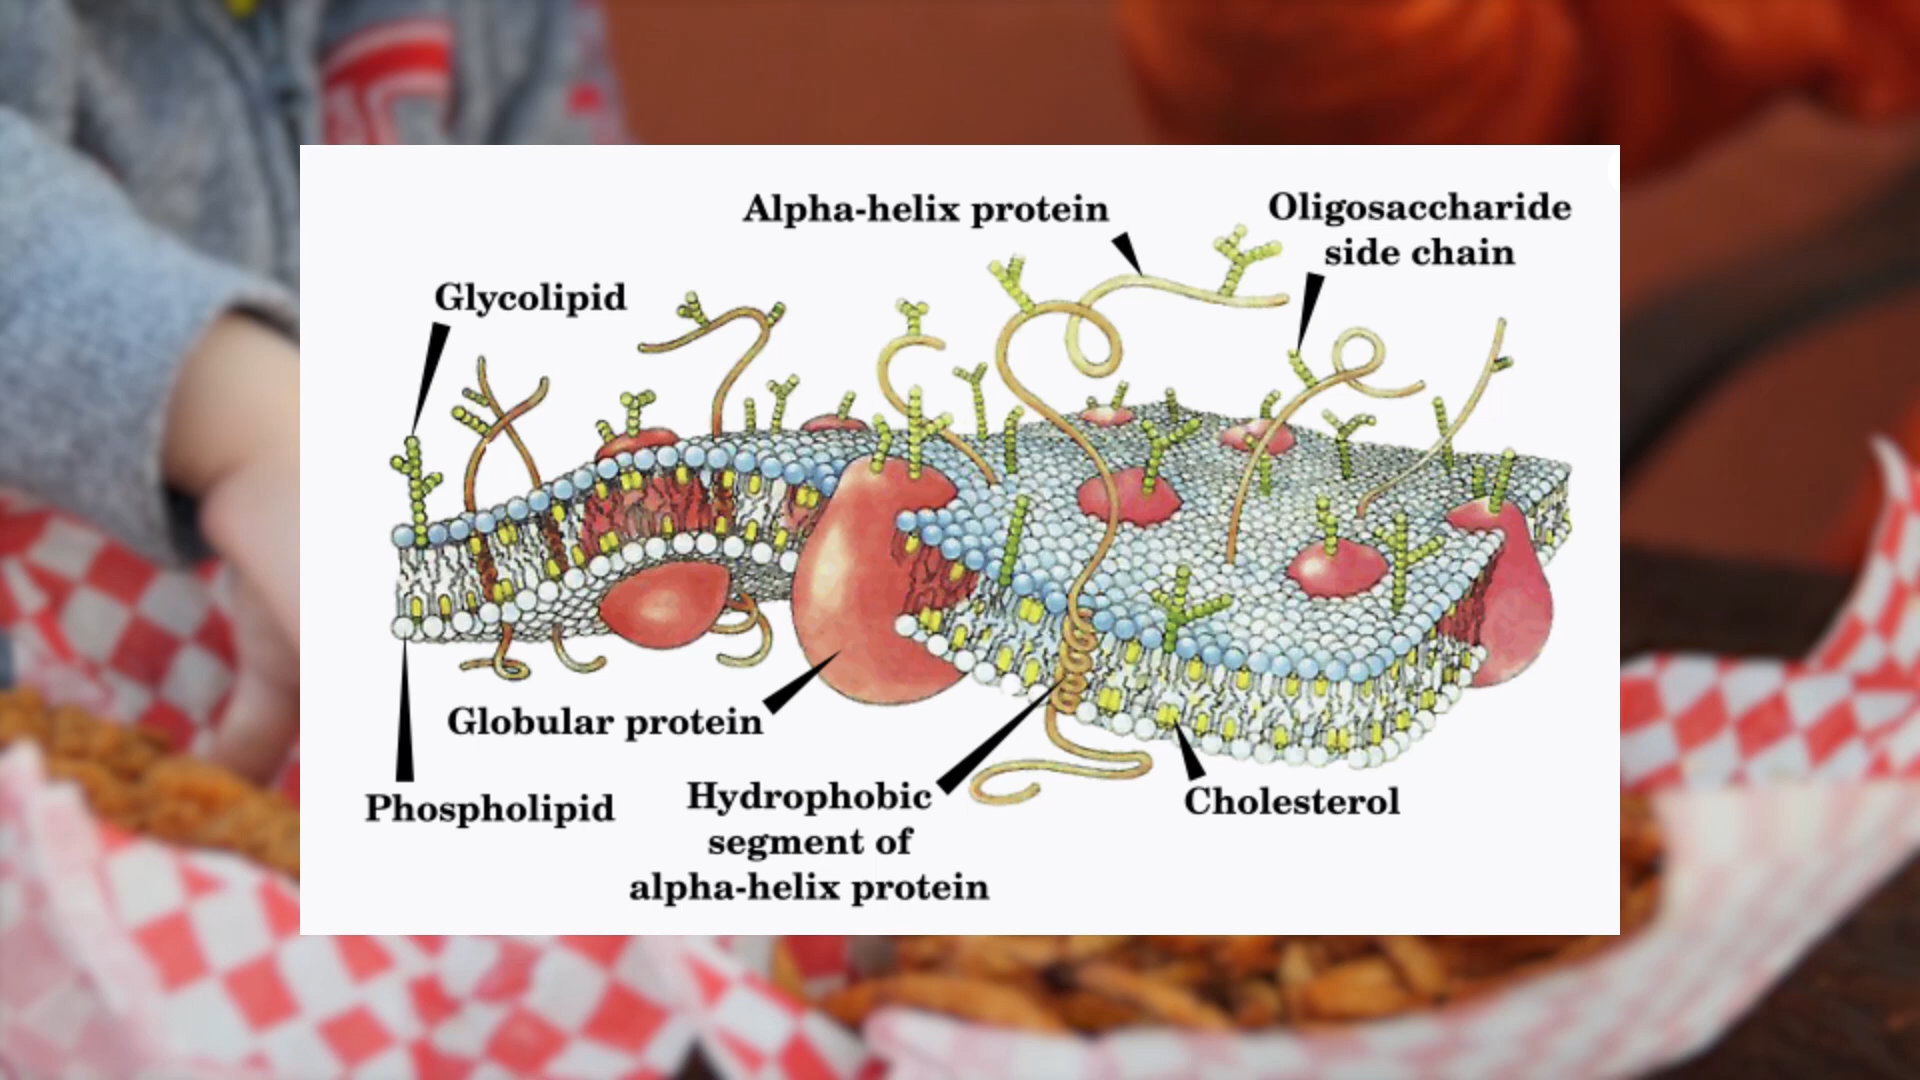 Alpha-helix protein
Oligosaccharide
side chain
Glycolipid
Globular protein
Phospholipid
Hydrophobic
segment of
alpha-helix protein
Cholesterol